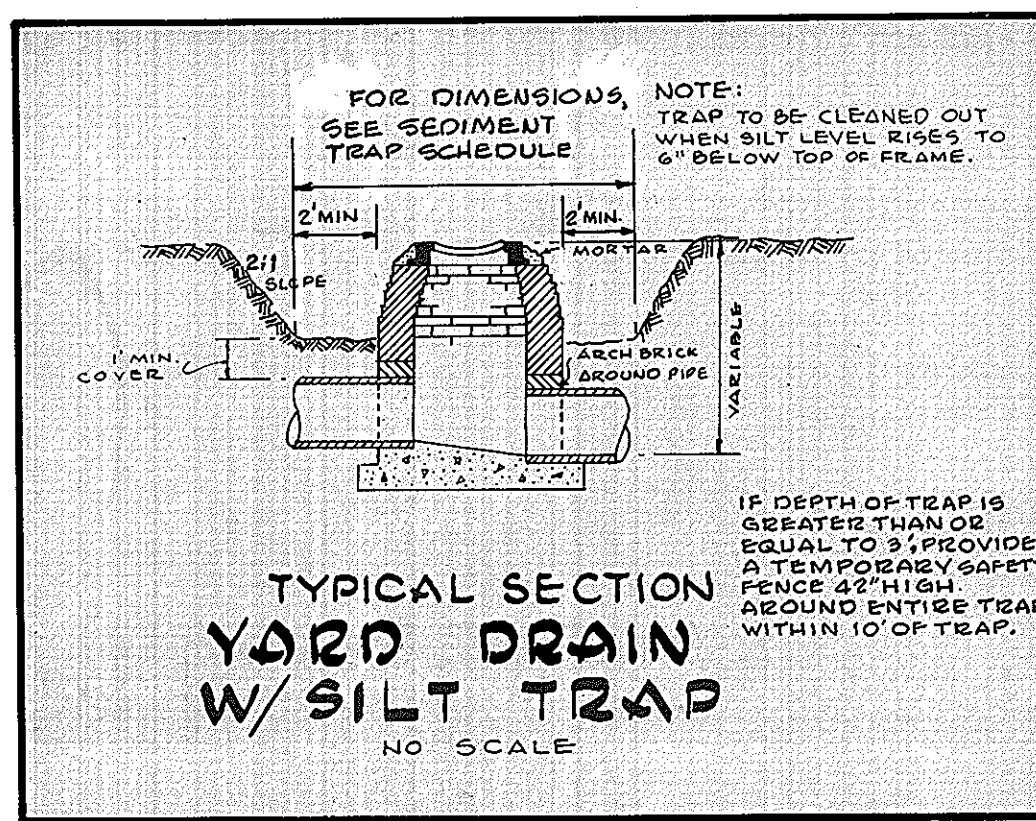 FOR DIMENSIONS,
SEE SEDIMENT
TRAP SCHEDULE
NOTE:
TRAP TO BE CLEANED OUT
WHEN SILT LEVEL RISES TO
6" BELOW TOP OF FRAME.
2' MIN
2' MIN.
MORTAR
2:1
SLOPE
1' MIN.
COVER
ARCH BRICK
AROUND PIPE
VARIABLE
IF DEPTH OF TRAP IS
GREATER THAN OR
EQUAL TO 3', PROVIDE
A TEMPORARY SAFETY
FENCE 42" HIGH.
AROUND ENTIRE TRAP
WITHIN 10' OF TRAP.
TYPICAL SECTION
YARD DRAIN
W/ SILT TRAP
NO SCALE